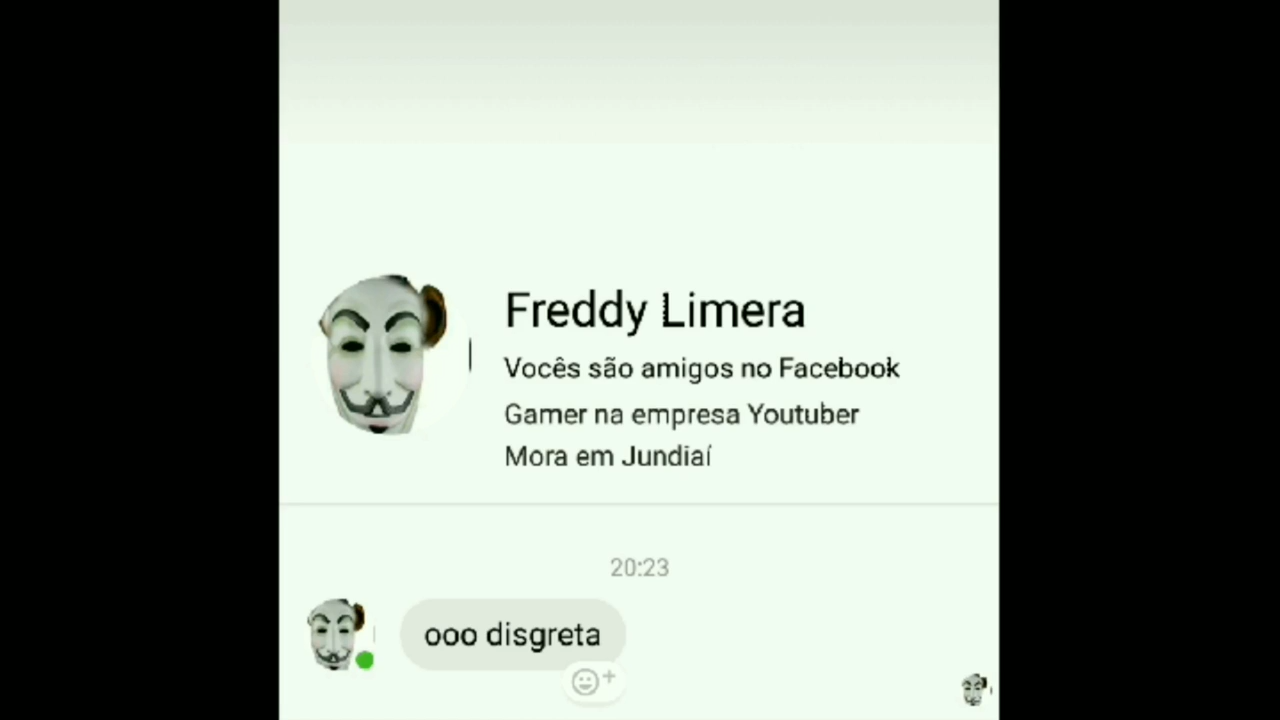 Freddy Limera
Vocês são amigos no Facebook
Gamer na empresa Youtuber
Mora em Jundiaí
20:23
ooo disgreta